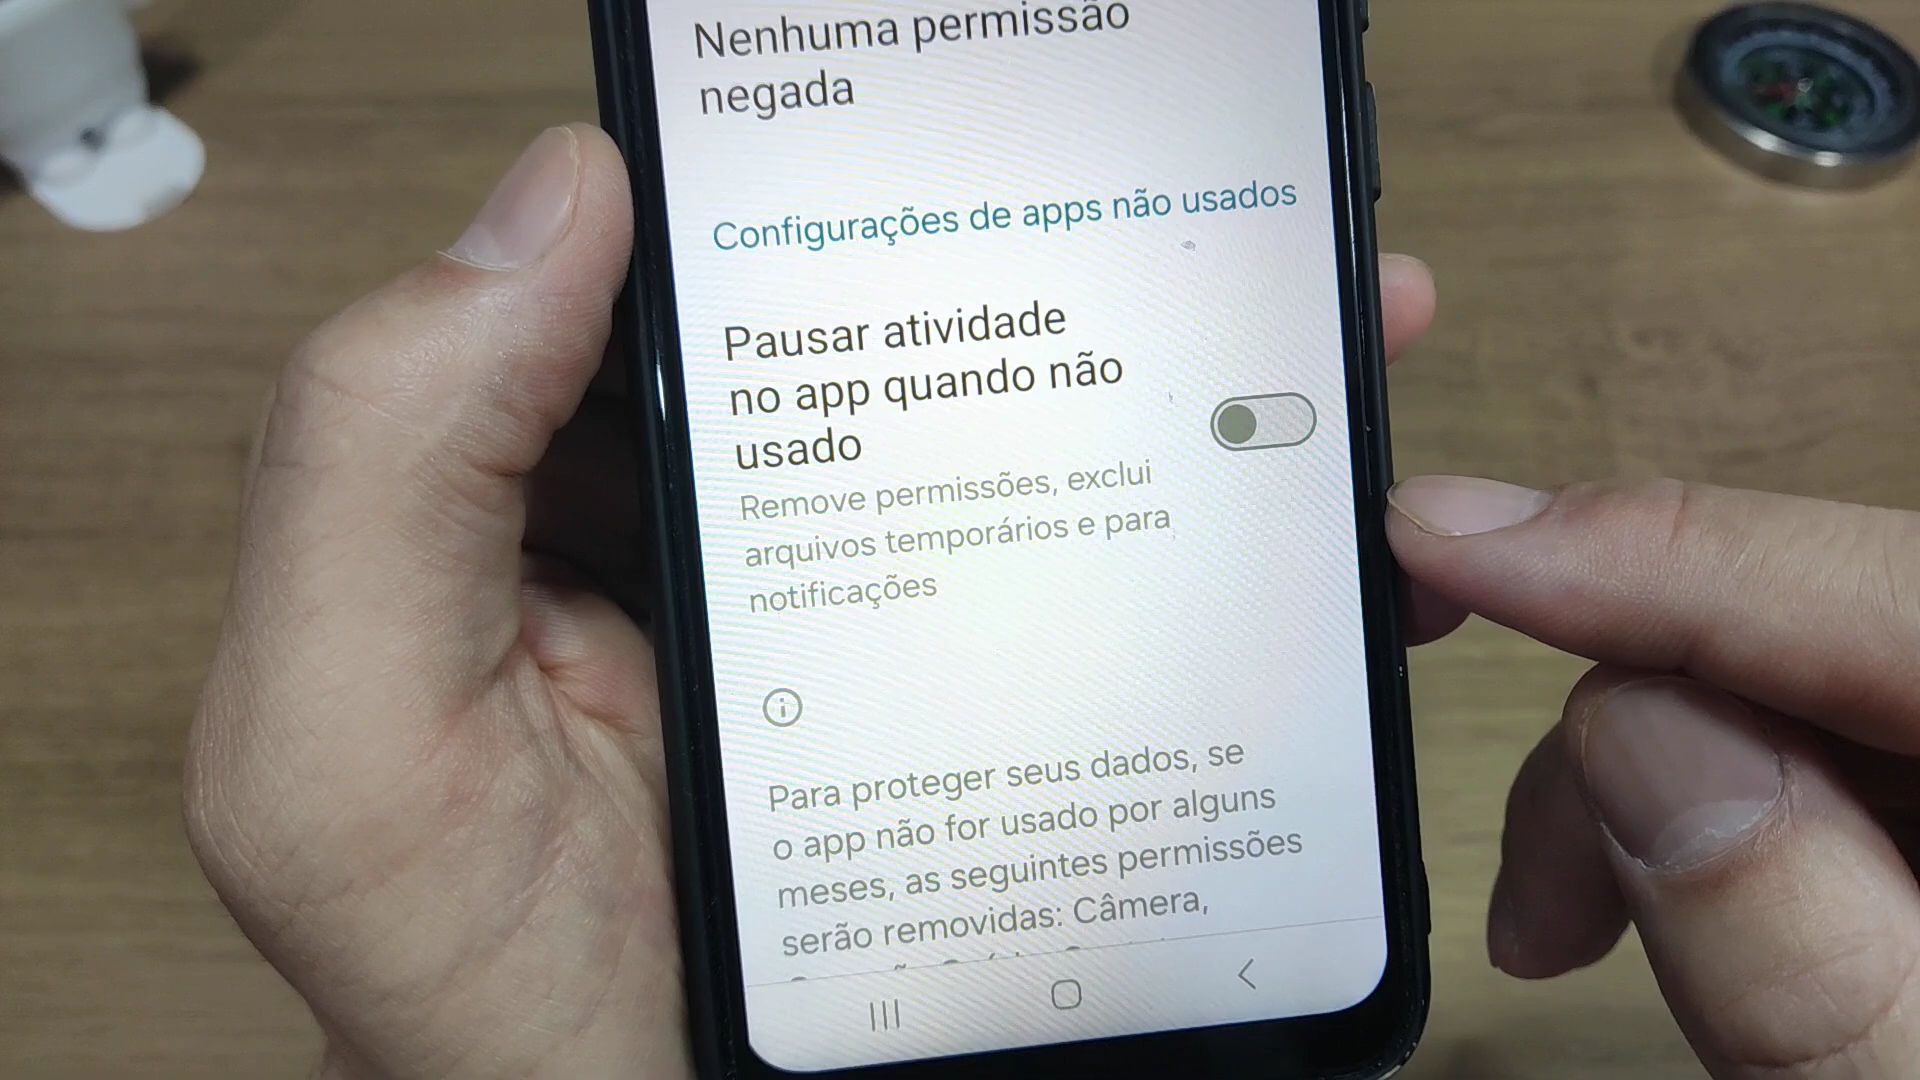 Nenhuma permissão
negada
Configurações de apps não usados
Pausar atividade
no app quando não
usado
Remove permissões, exclui
arquivos temporários e para
notificações
Para proteger seus dados, se
o app não for usado por alguns
meses, as seguintes permissões
serão removidas: Câmera,